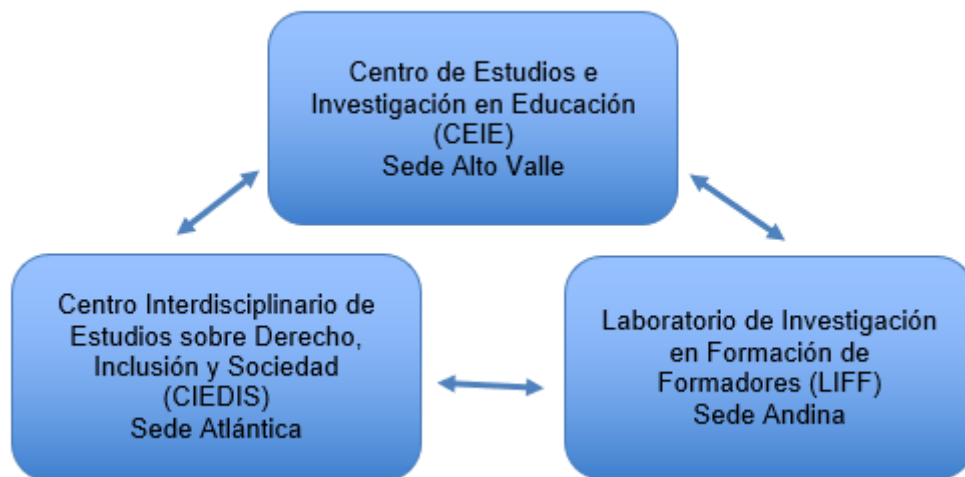 Centro de Estudios e
Investigación en Educación
(CEIE)
Sede Alto Valle
Centro Interdisciplinario de
Estudios sobre Derecho,
Inclusión y Sociedad
(CIEDIS)
Sede Atlántica
Laboratorio de Investigación
en Formación de
Formadores (LIFF)
Sede Andina